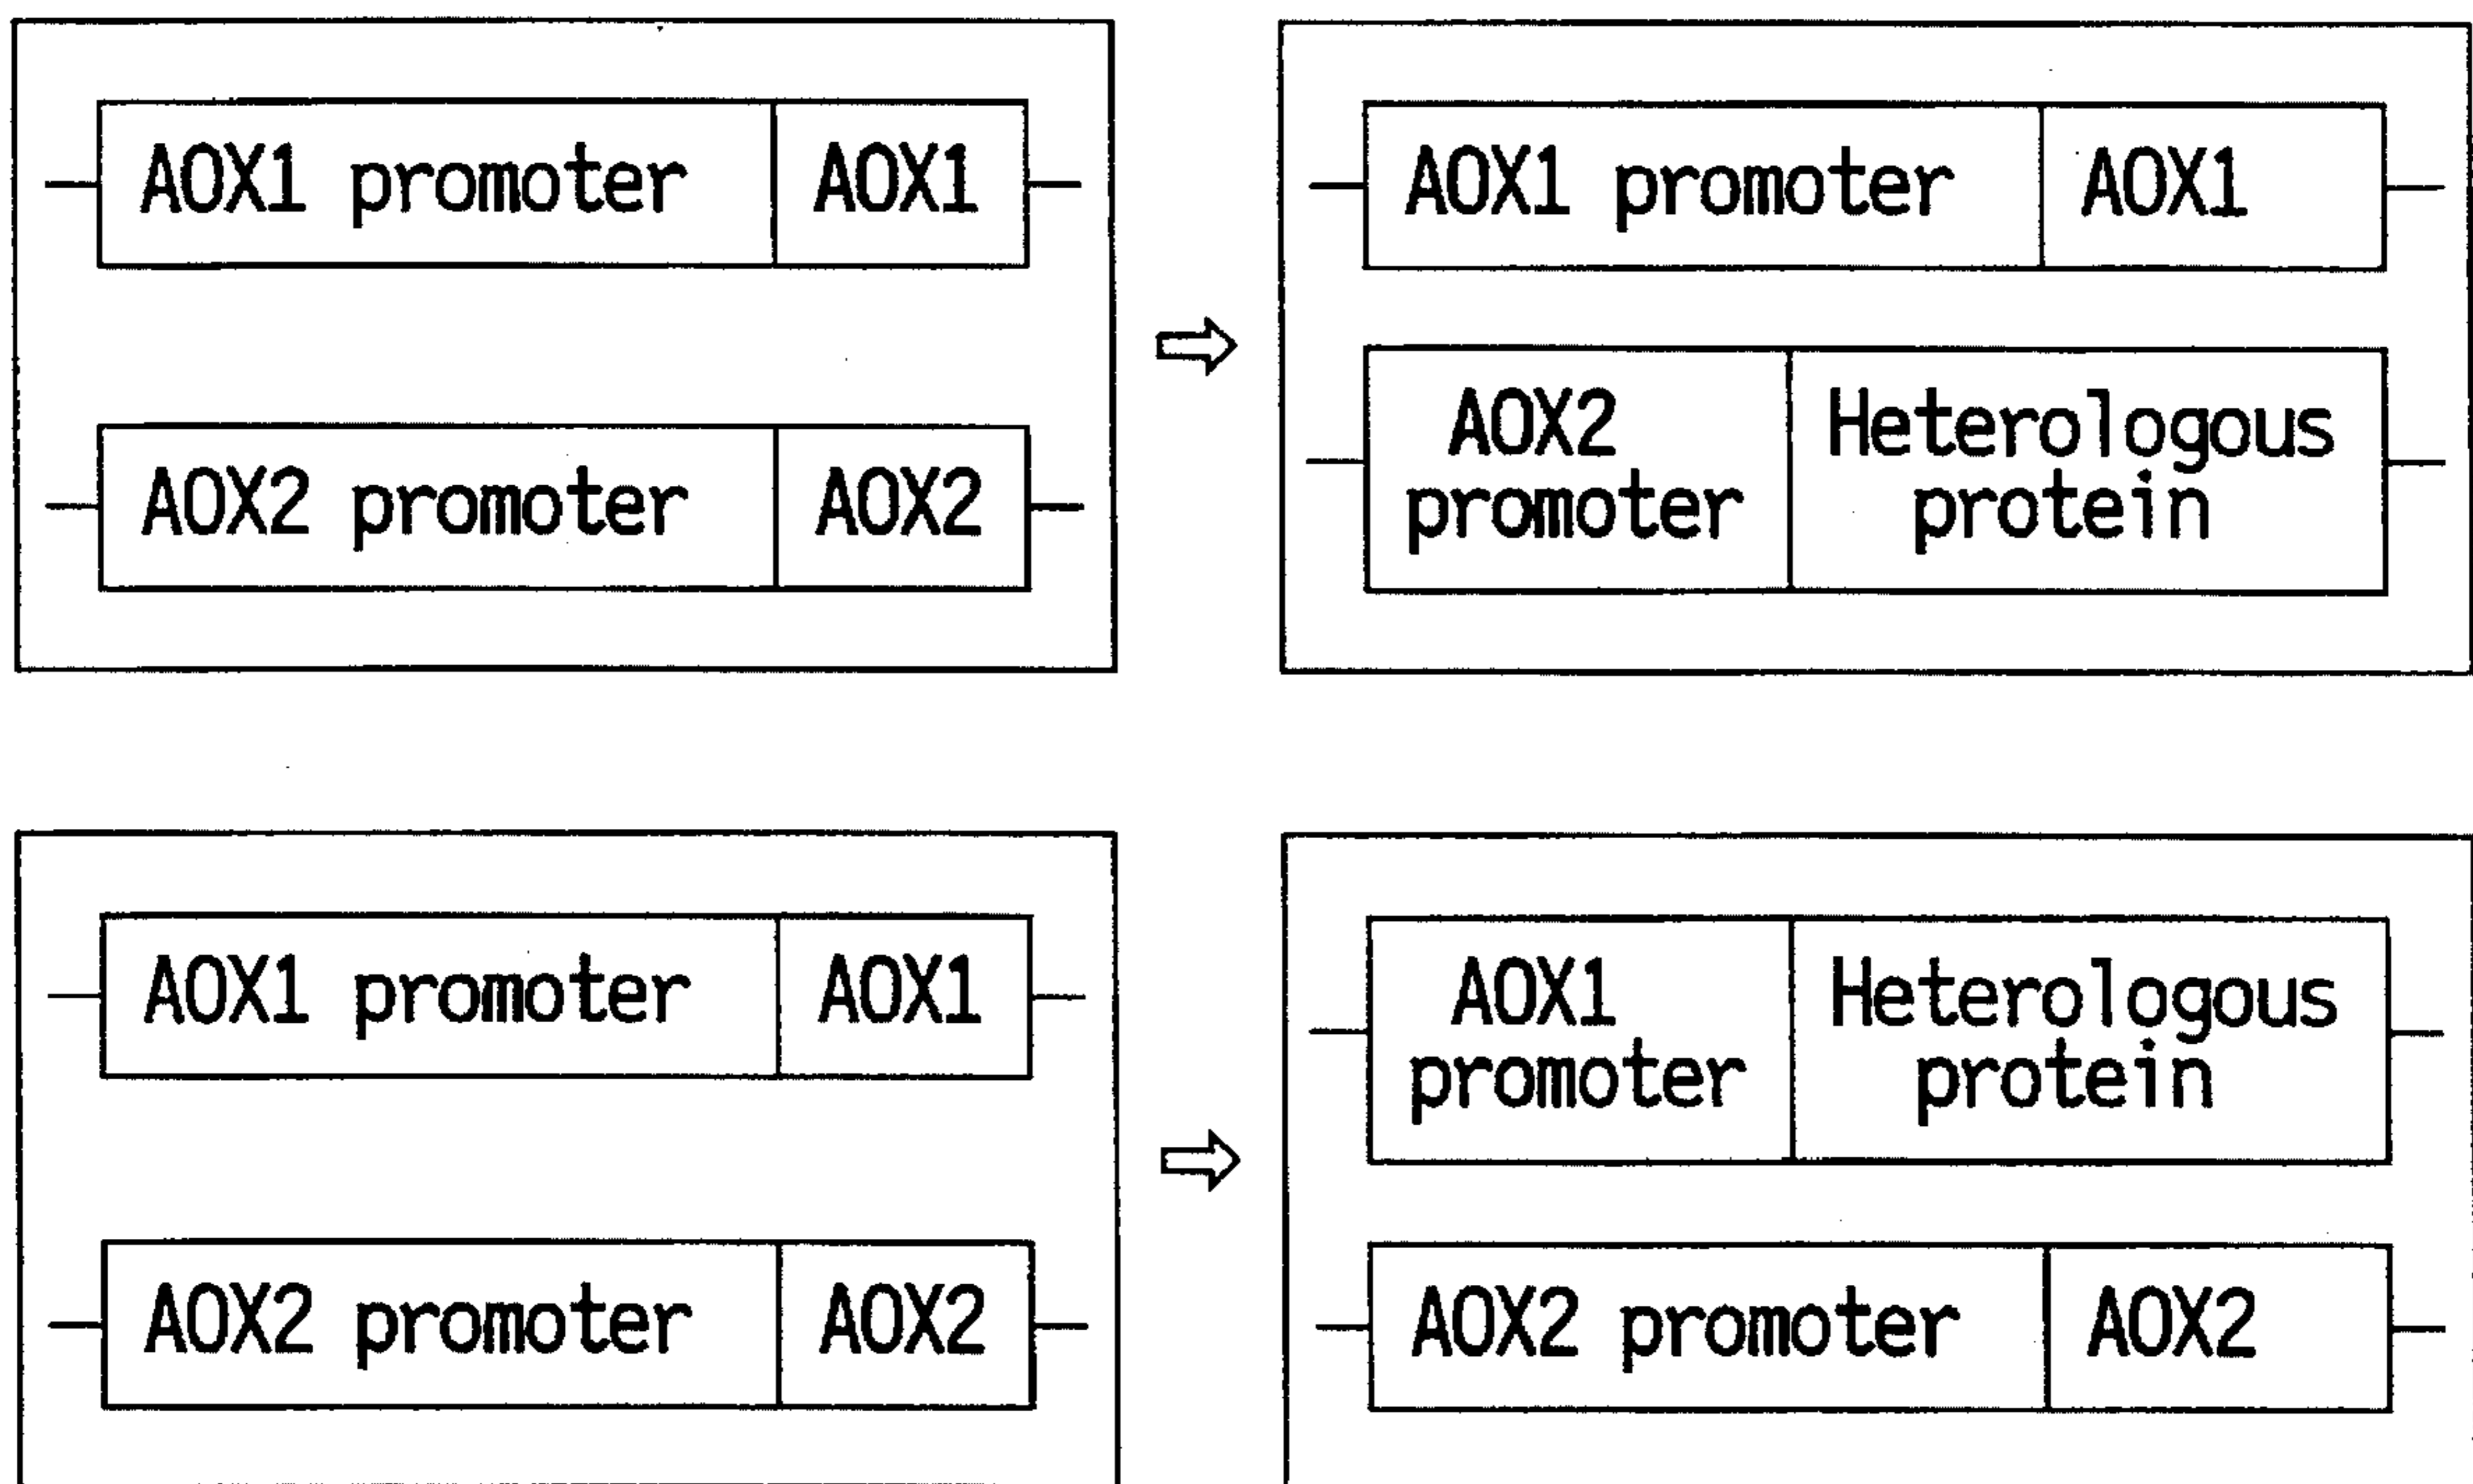 AOX1 promoter AOX1
AOX2 promoter AOX2
AOX1 promoter AOX1
AOX2
promoter
Heterologous
protein
AOX1 promoter AOX1
AOX2 promoter AOX2
AOX1
promoter
Heterologous
protein
AOX2 promoter AOX2